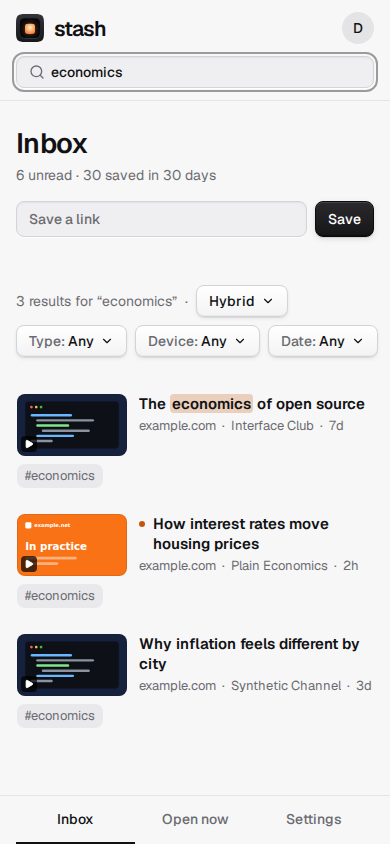 stash
D
economics
Inbox
6 unread · 30 saved in 30 days
Save a link
Save
3 results for “economics” ·
Hybrid
Type: Any
Device: Any
Date: Any
The economics of open source
example.com · Interface Club · 7d
#economics
example.net
In practice
How interest rates move
housing prices
example.com · Plain Economics · 2h
#economics
Why inflation feels different by
city
example.com · Synthetic Channel · 3d
#economics
Inbox
Open now
Settings